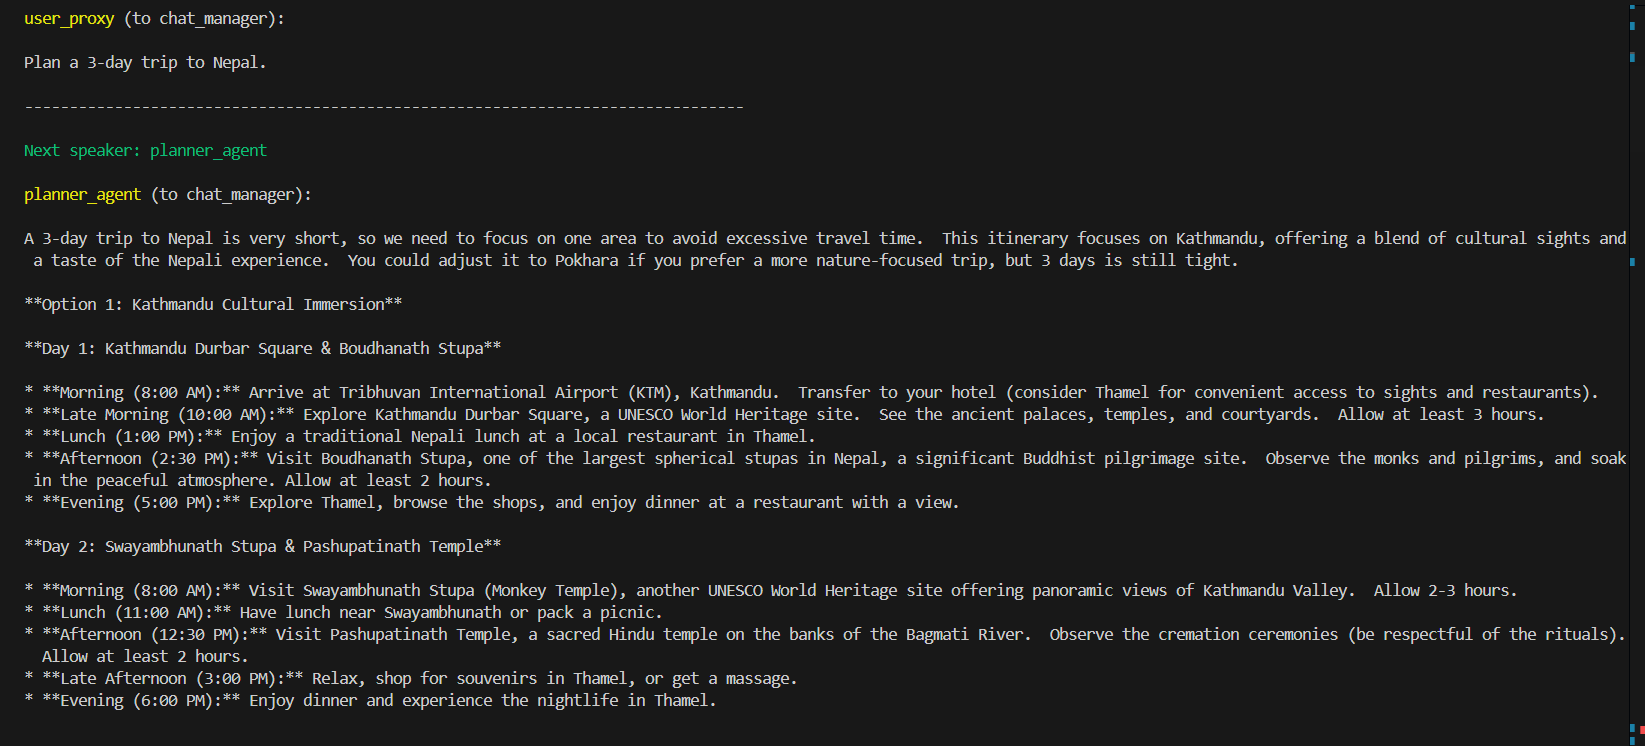 user_proxy (to chat_manager):
Plan a 3-day trip to Nepal.
--------------------------------------------------------------------------------
Next speaker: planner_agent
planner_agent (to chat_manager):
A 3-day trip to Nepal is very short, so we need to focus on one area to avoid excessive travel time.  This itinerary focuses on Kathmandu, offering a blend of cultural sights and
a taste of the Nepali experience.  You could adjust it to Pokhara if you prefer a more nature-focused trip, but 3 days is still tight.
**Option 1: Kathmandu Cultural Immersion**
**Day 1: Kathmandu Durbar Square & Boudhanath Stupa**
* **Morning (8:00 AM):** Arrive at Tribhuvan International Airport (KTM), Kathmandu.  Transfer to your hotel (consider Thamel for convenient access to sights and restaurants).
* **Late Morning (10:00 AM):** Explore Kathmandu Durbar Square, a UNESCO World Heritage site.  See the ancient palaces, temples, and courtyards.  Allow at least 3 hours.
* **Lunch (1:00 PM):** Enjoy a traditional Nepali lunch at a local restaurant in Thamel.
* **Afternoon (2:30 PM):** Visit Boudhanath Stupa, one of the largest spherical stupas in Nepal, a significant Buddhist pilgrimage site.  Observe the monks and pilgrims, and soak
in the peaceful atmosphere. Allow at least 2 hours.
* **Evening (5:00 PM):** Explore Thamel, browse the shops, and enjoy dinner at a restaurant with a view.
**Day 2: Swayambhunath Stupa & Pashupatinath Temple**
* **Morning (8:00 AM):** Visit Swayambhunath Stupa (Monkey Temple), another UNESCO World Heritage site offering panoramic views of Kathmandu Valley.  Allow 2-3 hours.
* **Lunch (11:00 AM):** Have lunch near Swayambhunath or pack a picnic.
* **Afternoon (12:30 PM):** Visit Pashupatinath Temple, a sacred Hindu temple on the banks of the Bagmati River.  Observe the cremation ceremonies (be respectful of the rituals).
Allow at least 2 hours.
* **Late Afternoon (3:00 PM):** Relax, shop for souvenirs in Thamel, or get a massage.
* **Evening (6:00 PM):** Enjoy dinner and experience the nightlife in Thamel.